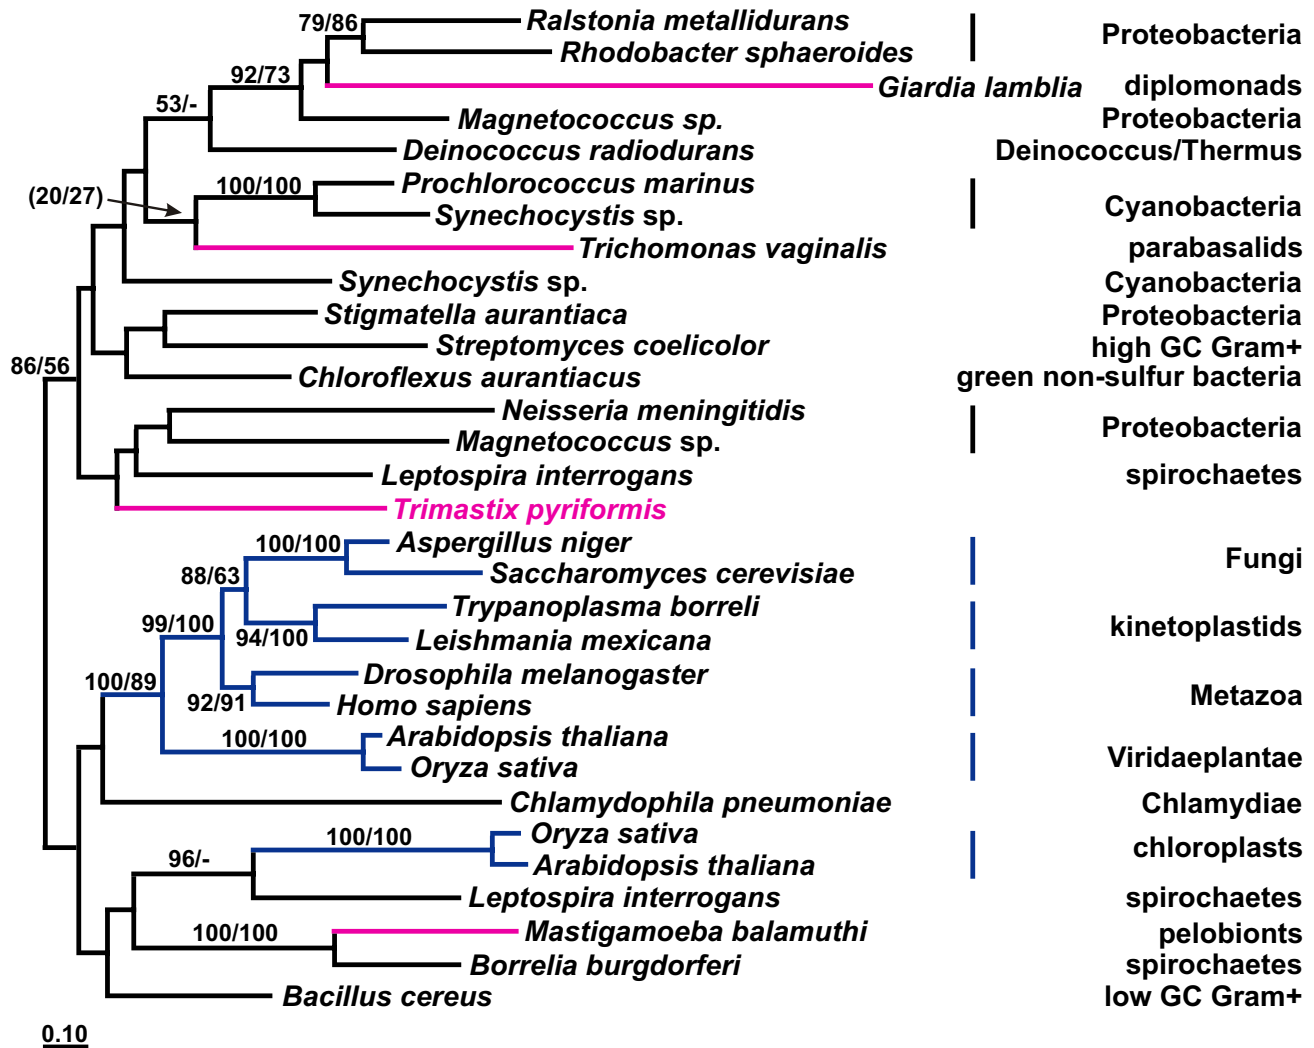 79/86 Ralstonia metallidurans Proteobacteria
Rhodobacter sphaeroides
92/73 Giardia lamblia diplomonads
53/- Magnetococcus sp. Proteobacteria
Deinococcus radiodurans Deinococcus/Thermus
(20/27) 100/100 Prochlorococcus marinus Cyanobacteria
Synechocystis sp.
Trichomonas vaginalis parabasalids
Synechocystis sp. Cyanobacteria
Stigmatella aurantiaca Proteobacteria
Streptomyces coelicolor high GC Gram+
86/56 Chloroflexus aurantiacus green non-sulfur bacteria
Neisseria meningitidis Proteobacteria
Magnetococcus sp.
Leptospira interrogans spirochaetes
Trimastix pyriformis
100/100 Aspergillus niger Fungi
88/63 Saccharomyces cerevisiae
99/100 Trypanoplasma borreli kinetoplastids
94/100 Leishmania mexicana
100/89 Drosophila melanogaster Metazoa
92/91 Homo sapiens
100/100 Arabidopsis thaliana Viridaeplantae
Oryza sativa
Chlamydophila pneumoniae Chlamydiae
100/100 Oryza sativa chloroplasts
96/- Arabidopsis thaliana
Leptospira interrogans spirochaetes
100/100 Mastigamoeba balamuthi pelobionts
Borrelia burgdorferi spirochaetes
Bacillus cereus low GC Gram+
0.10